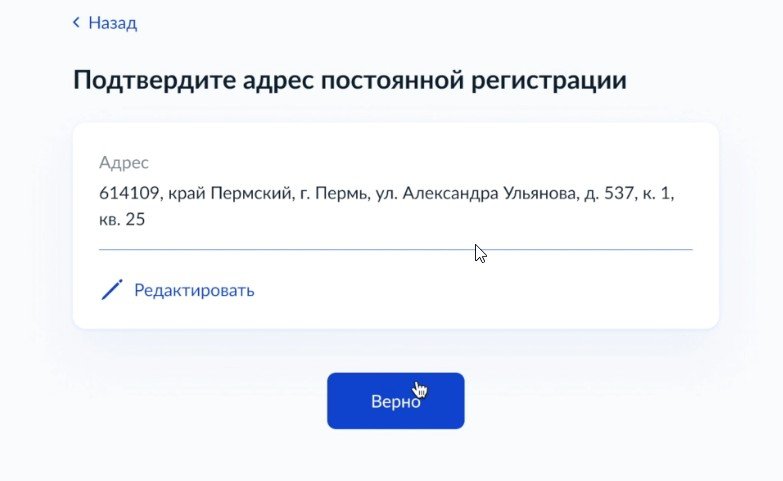 Назад
Подтвердите адрес постоянной регистрации
Адрес
614109, край Пермский, г. Пермь, ул. Александра Ульянова, д. 537, к. 1,
кв. 25
Редактировать
Верно